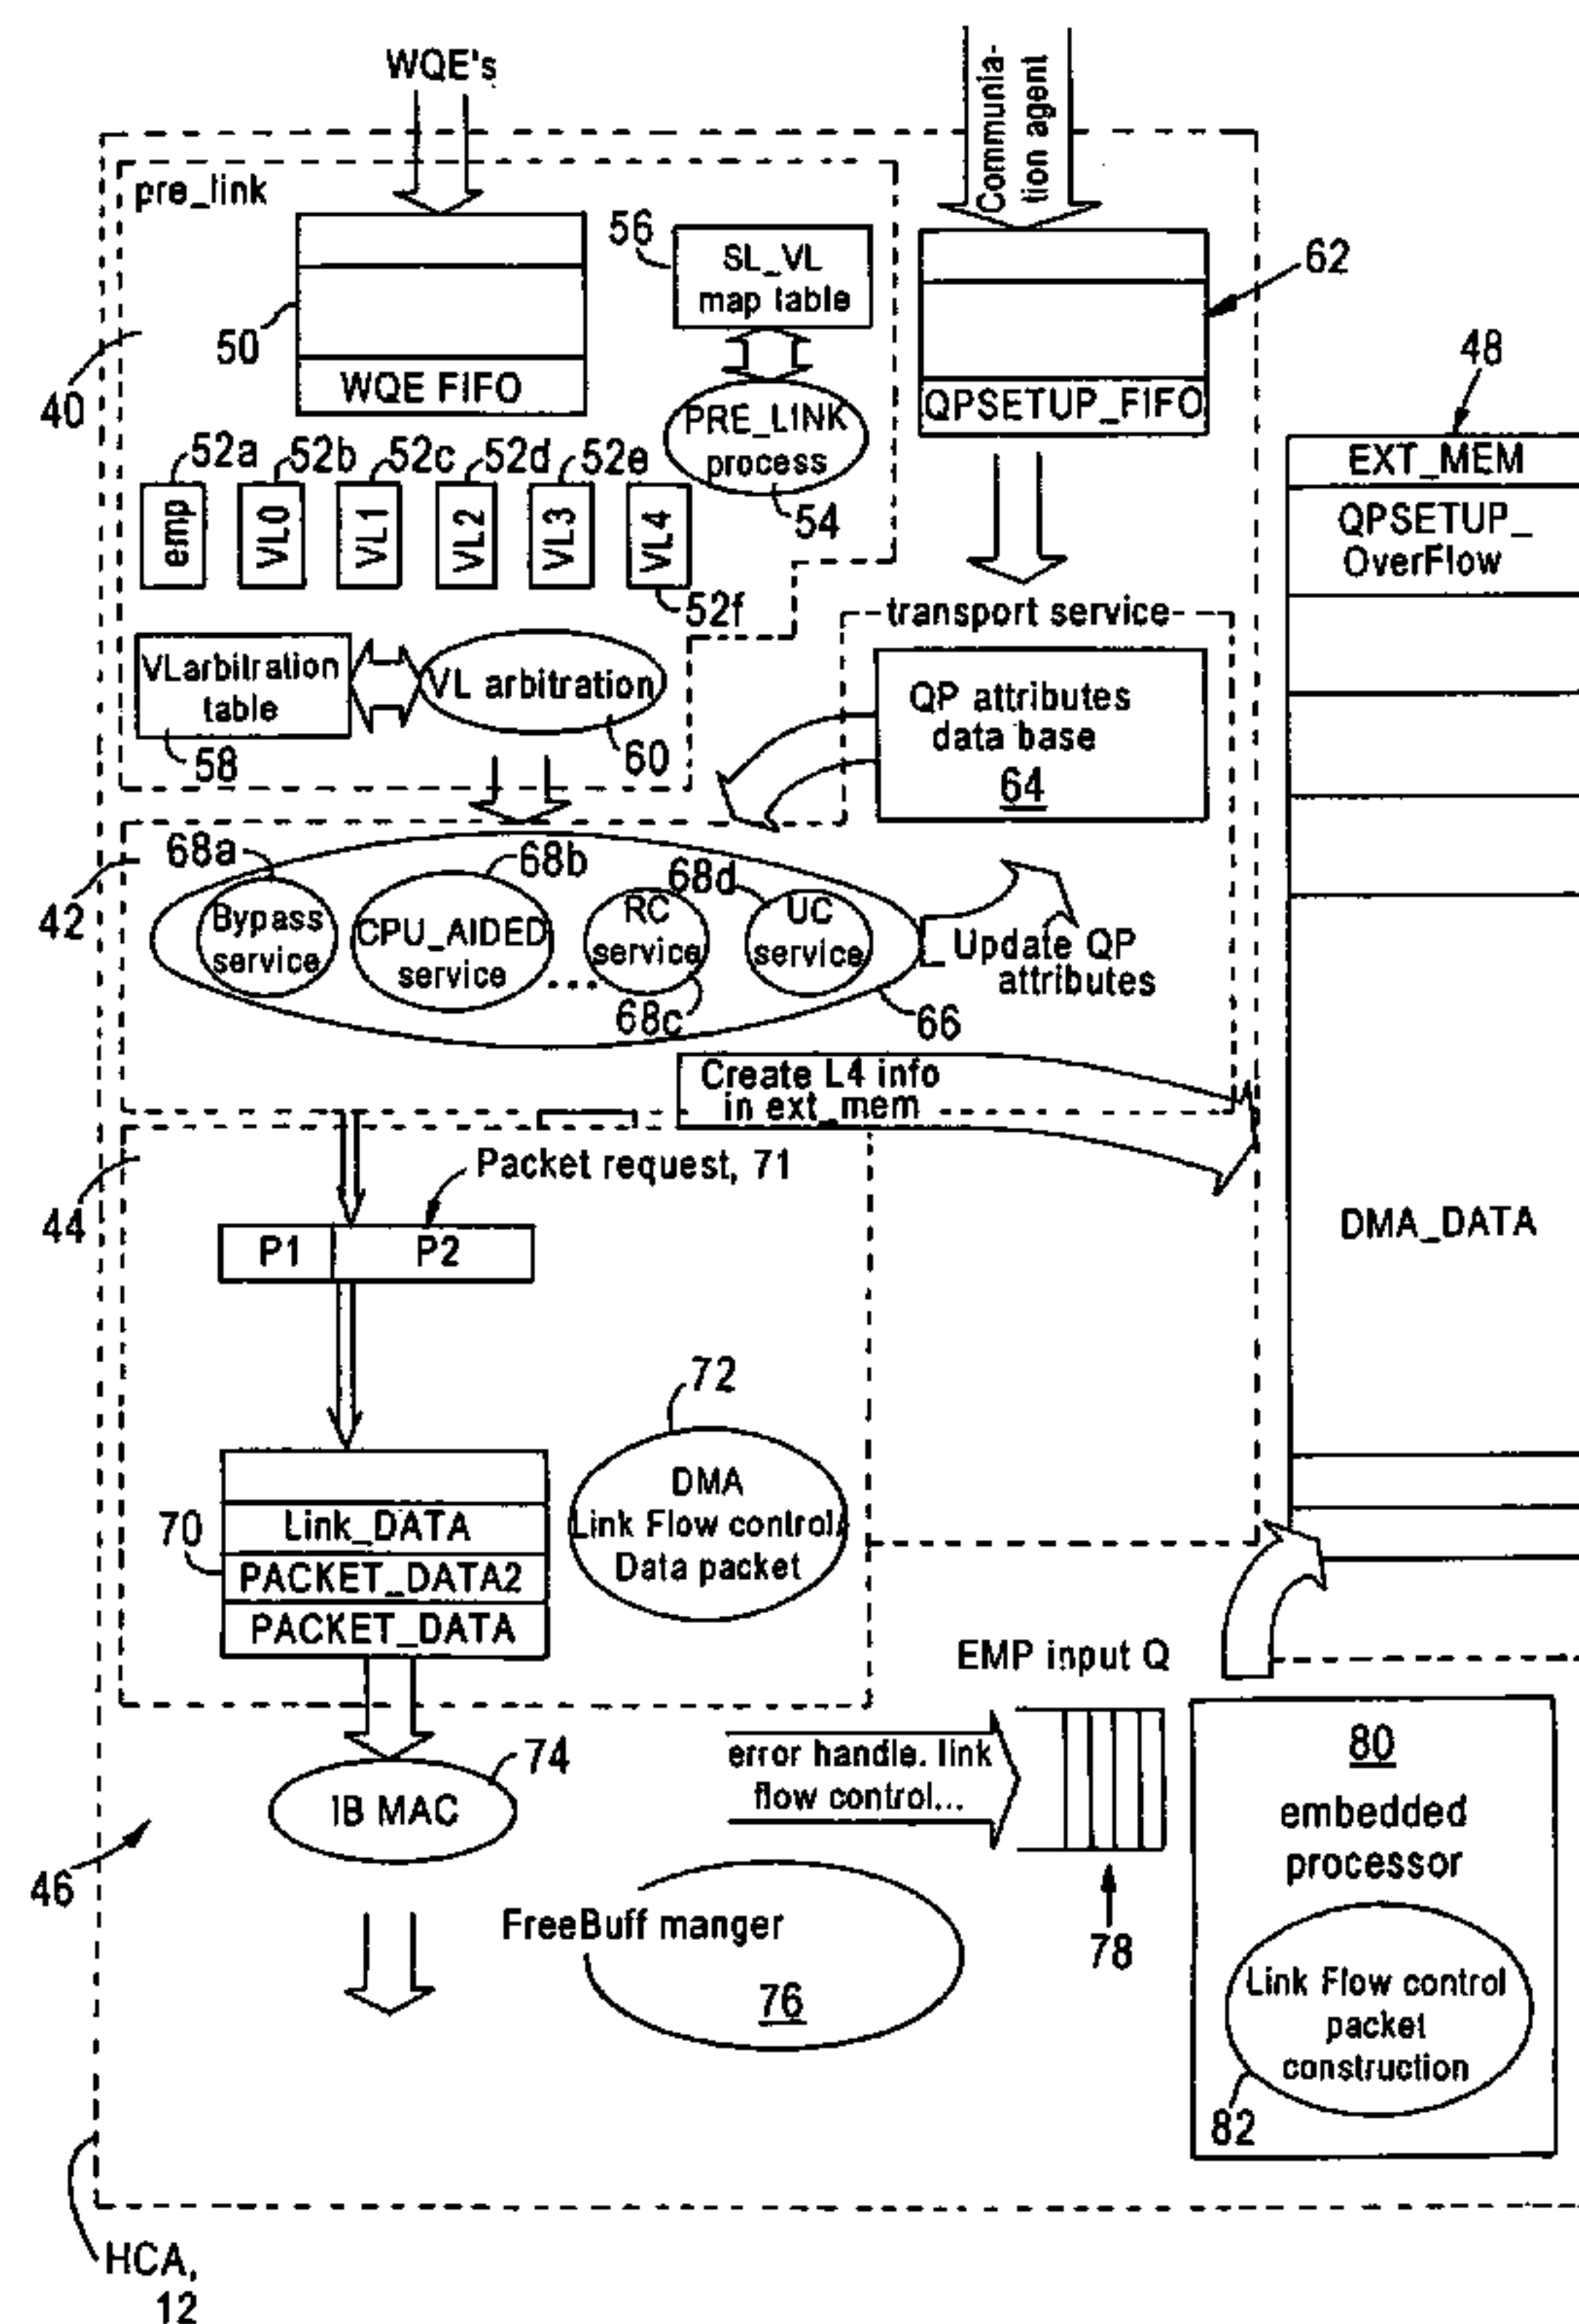 WQE's
Communia-
tion agent
pre_link
56
SL_VL
map table
62
50
WQE FIFO
40
PRE_LINK
process
54
QPSETUP_FIFO
48
EXT_MEM
QPSETUP_
OverFlow
52a
52b
52c
52d
52e
emp
VL0
VL1
VL2
VL3
VL4
52f
transport service
VLarbitration
table
58
VL arbitration
60
QP attributes
data base
64
68a
68b
68d
42
Bypass
service
CPU_AIDED
service
...
RC
service
UC
service
68c
66
Update QP
attributes
Create L4 info
in ext_mem
44
Packet request, 71
P1
P2
DMA_DATA
72
DMA
Link Flow control/
Data packet
70
Link_DATA
PACKET_DATA2
PACKET_DATA
EMP input Q
74
IB MAC
error handle. link
flow control...
80
embedded
processor
46
FreeBuff manger
76
78
Link Flow control
packet
construction
82
HCA,
12